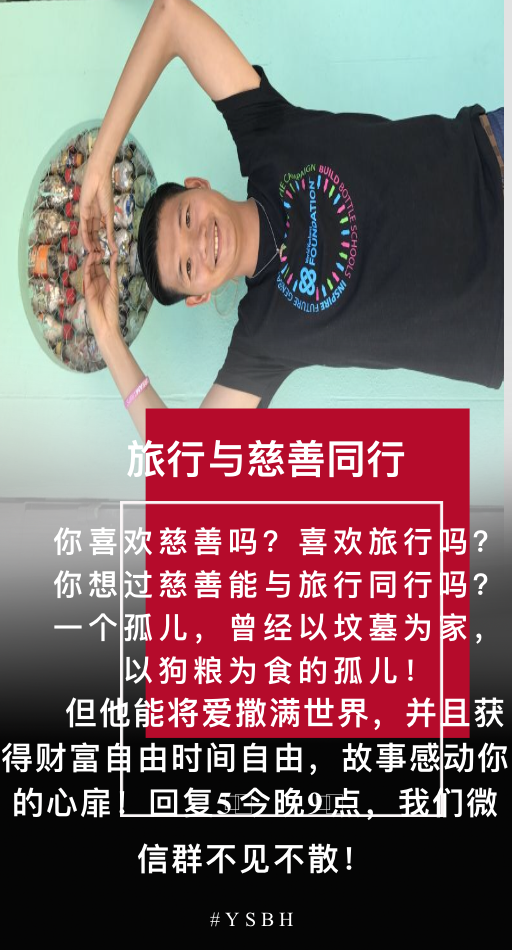 THE CAMPAIGN BUILD BOTTLE SCHOOLS INSPIRE FUTURE GENRA
FOUNDATION
旅行与慈善同行
你喜欢慈善吗？喜欢旅行吗？
你想过慈善能与旅行同行吗？
一个孤儿，曾经以坟墓为家，
以狗粮为食的孤儿！
但他能将爱撒满世界，并且获
得财富自由时间自由，故事感动你
的心扉！回复5今晚9点，我们微
信群不见不散！
#YSBH